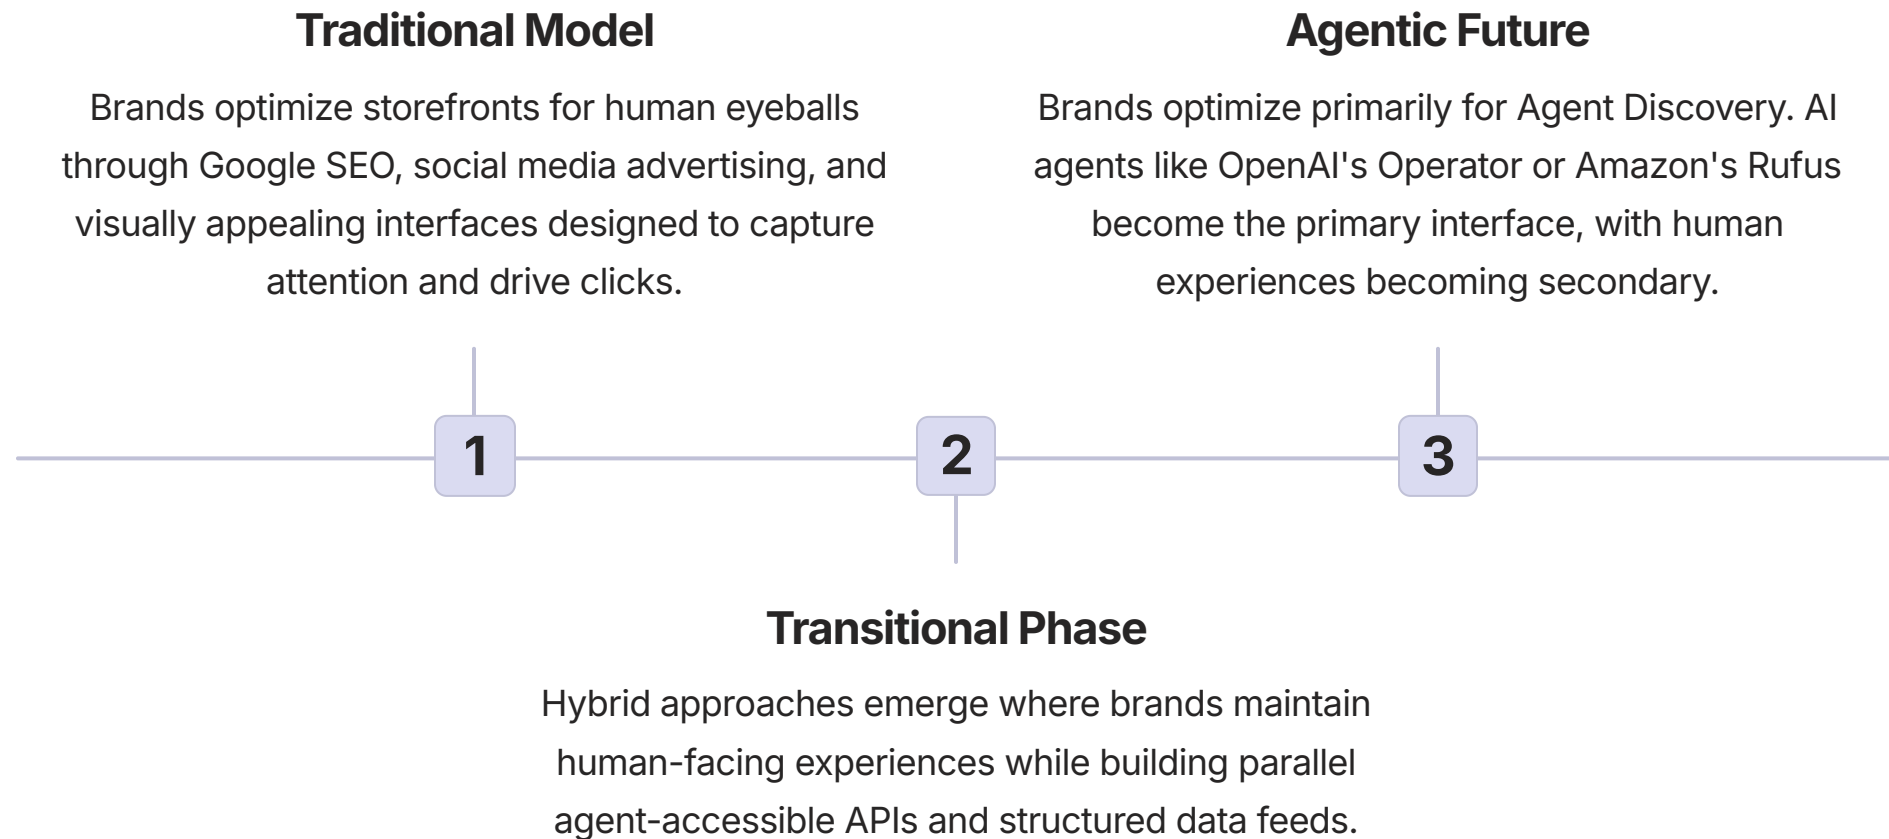 Traditional Model
Brands optimize storefronts for human eyeballs
through Google SEO, social media advertising, and
visually appealing interfaces designed to capture
attention and drive clicks.
Agentic Future
Brands optimize primarily for Agent Discovery. AI
agents like OpenAI's Operator or Amazon's Rufus
become the primary interface, with human
experiences becoming secondary.
1
2
3
Transitional Phase
Hybrid approaches emerge where brands maintain
human-facing experiences while building parallel
agent-accessible APIs and structured data feeds.